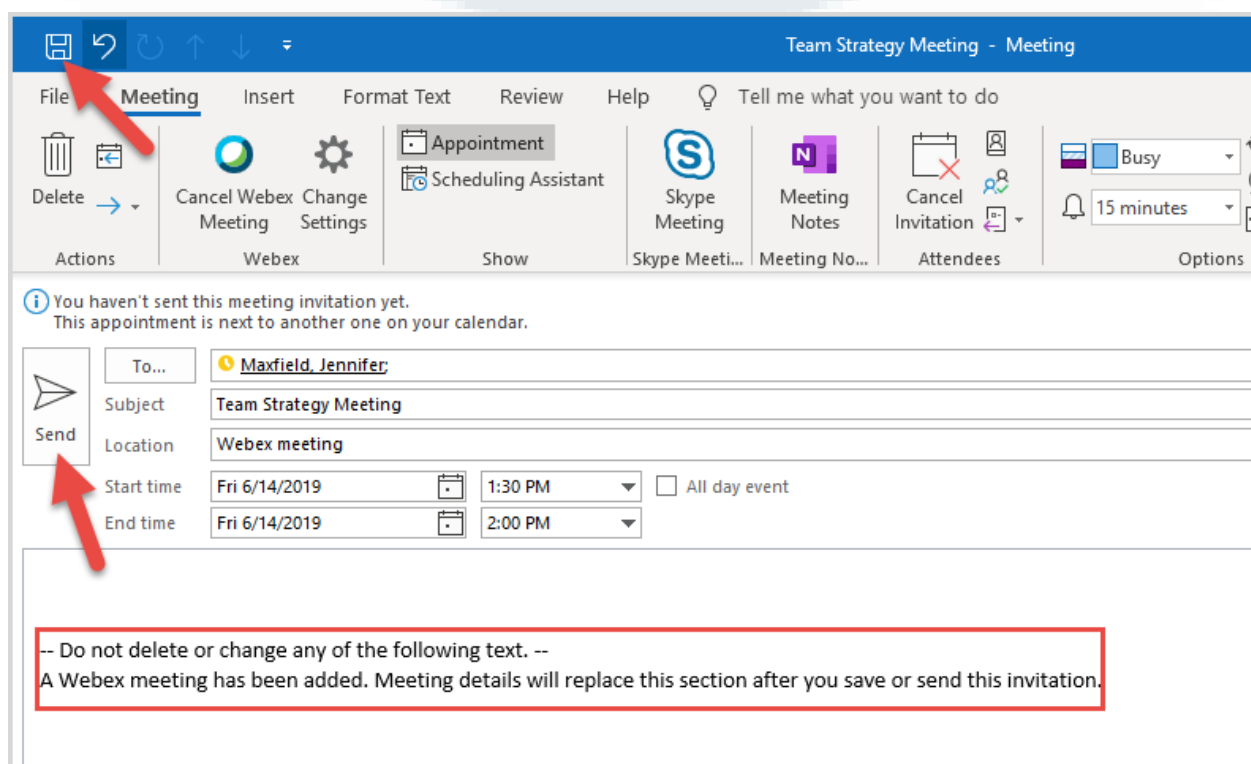 Team Strategy Meeting - Meeting
File Meeting Insert Format Text Review Help Tell me what you want to do
Delete
Actions
Cancel Webex Meeting
Change Settings
Webex
Appointment
Scheduling Assistant
Show
Skype Meeting
Skype Meeti...
Meeting Notes
Meeting No...
Cancel Invitation
Attendees
Busy
15 minutes
Options
You haven't sent this meeting invitation yet.
This appointment is next to another one on your calendar.
Send
To... Maxfield, Jennifer;
Subject Team Strategy Meeting
Location Webex meeting
Start time Fri 6/14/2019 1:30 PM All day event
End time Fri 6/14/2019 2:00 PM
-- Do not delete or change any of the following text. --
A Webex meeting has been added. Meeting details will replace this section after you save or send this invitation.